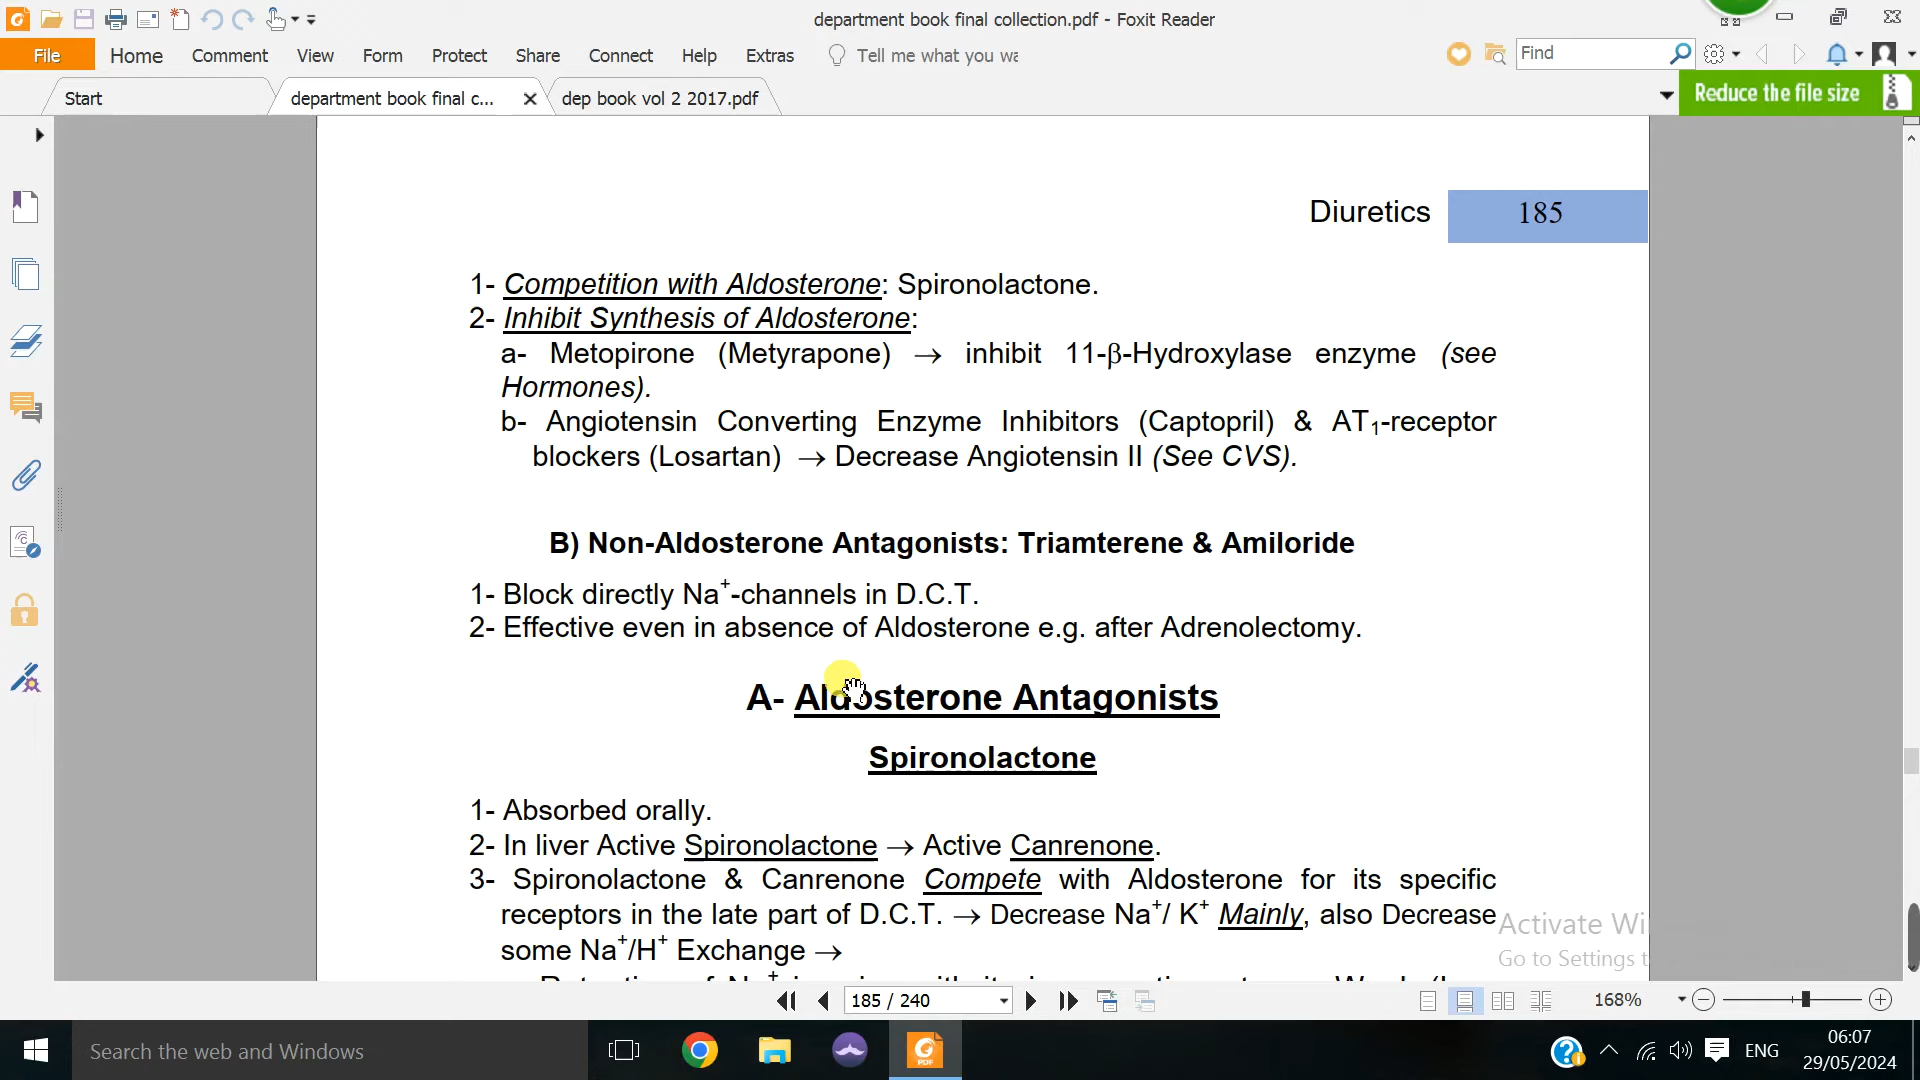 department book final collection.pdf - Foxit Reader
File Home Comment View Form Protect Share Connect Help Extras Tell me what you wa
Find
Start department book final c... dep book vol 2 2017.pdf
Reduce the file size
Diuretics 185
1- Competition with Aldosterone: Spironolactone.
2- Inhibit Synthesis of Aldosterone:
a- Metopirone (Metyrapone) → inhibit 11-β-Hydroxylase enzyme (see
Hormones).
b- Angiotensin Converting Enzyme Inhibitors (Captopril) & AT1-receptor
blockers (Losartan) → Decrease Angiotensin II (See CVS).
B) Non-Aldosterone Antagonists: Triamterene & Amiloride
1- Block directly Na+-channels in D.C.T.
2- Effective even in absence of Aldosterone e.g. after Adrenolectomy.
A- Aldosterone Antagonists
Spironolactone
1- Absorbed orally.
2- In liver Active Spironolactone → Active Canrenone.
3- Spironolactone & Canrenone Compete with Aldosterone for its specific
receptors in the late part of D.C.T. → Decrease Na+/ K+ Mainly, also Decrease
some Na+/H+ Exchange →
Activate Wi
Go to Settings t
185 / 240
168%
Search the web and Windows
PDF
ENG
06:07
29/05/2024